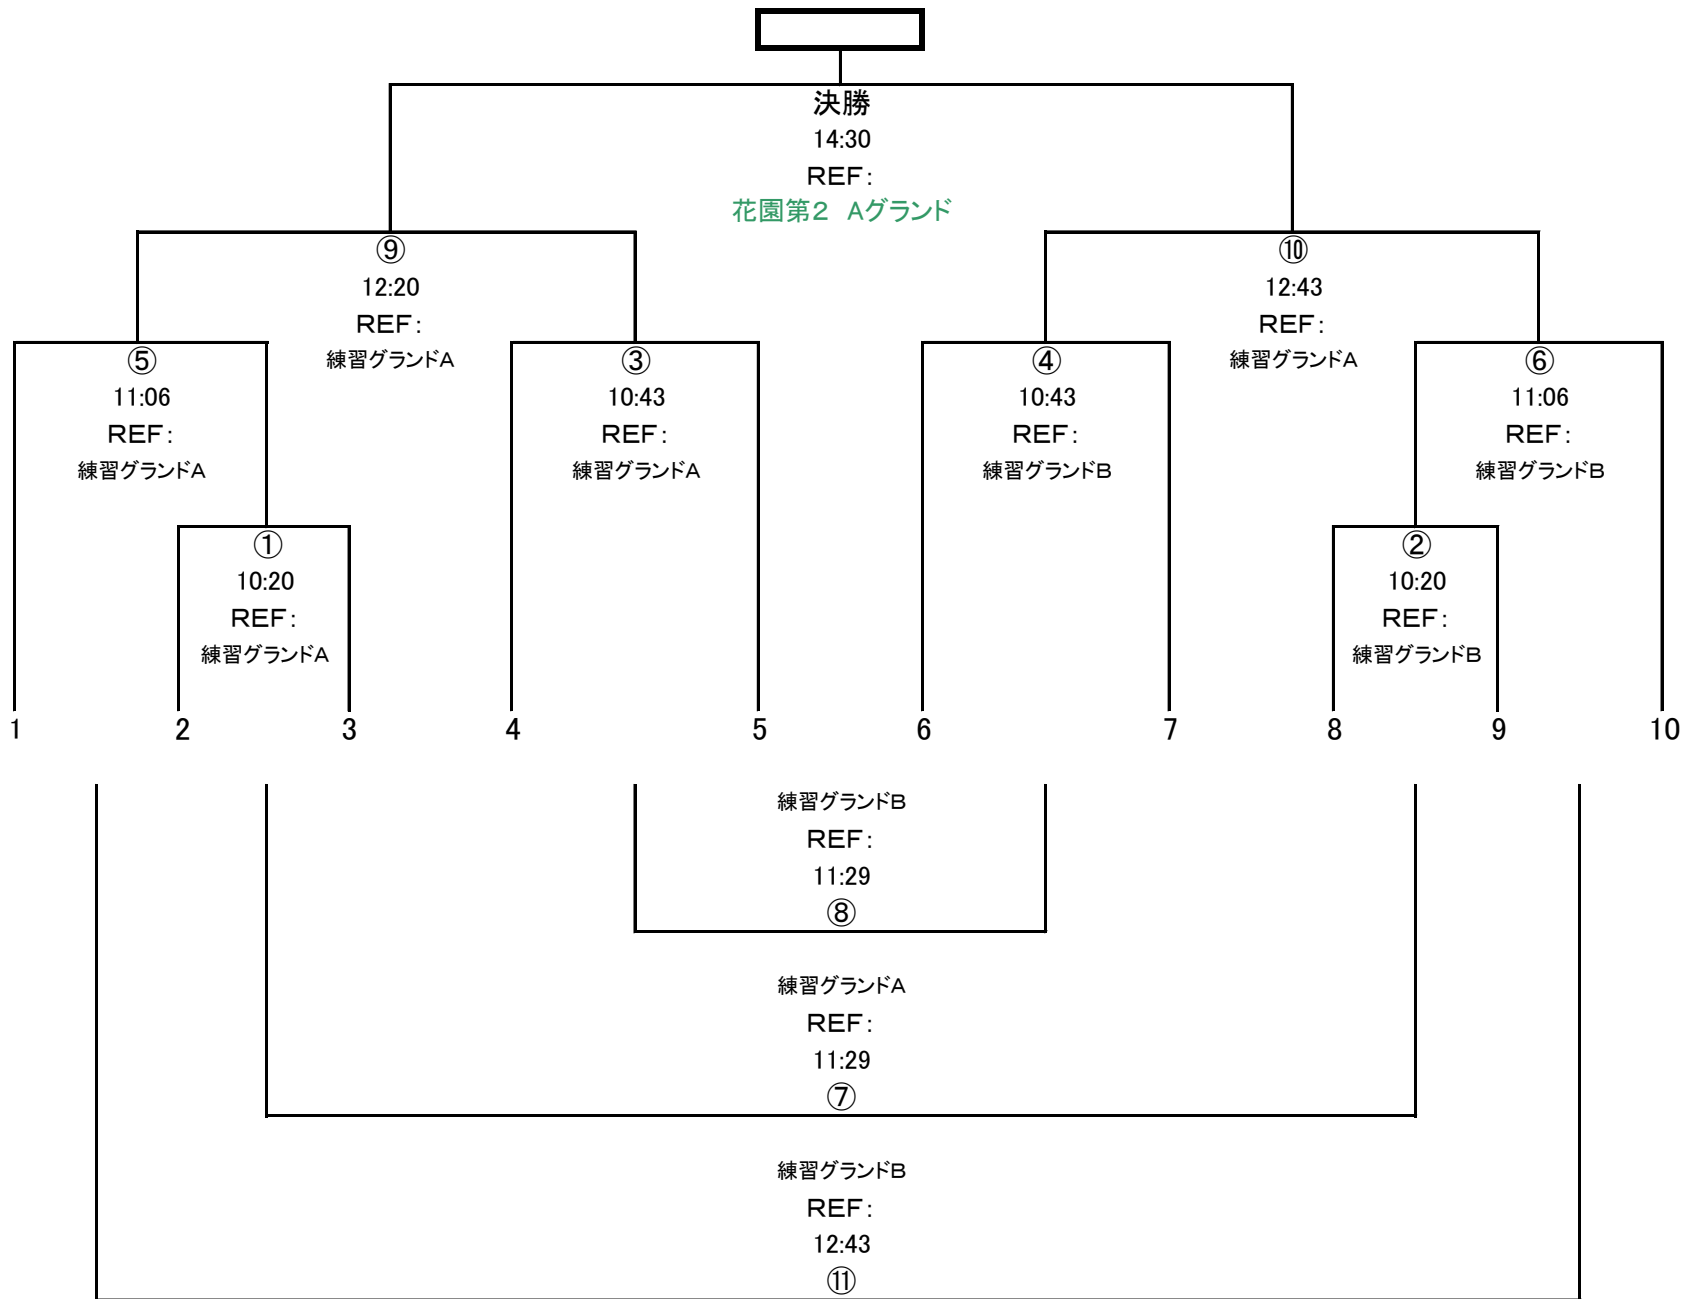 決勝
14:30
REF：
花園第2　Aグランド
⑨
12:20
REF：
練習グランドA
⑩
12:43
REF：
練習グランドA
⑤
11:06
REF：
練習グランドA
③
10:43
REF：
練習グランドA
④
10:43
REF：
練習グランドB
⑥
11:06
REF：
練習グランドB
①
10:20
REF：
練習グランドA
②
10:20
REF：
練習グランドB
1 2 3 4 5 6 7 8 9 10
練習グランドB
REF：
11:29
⑧
練習グランドA
REF：
11:29
⑦
練習グランドB
REF：
12:43
⑪